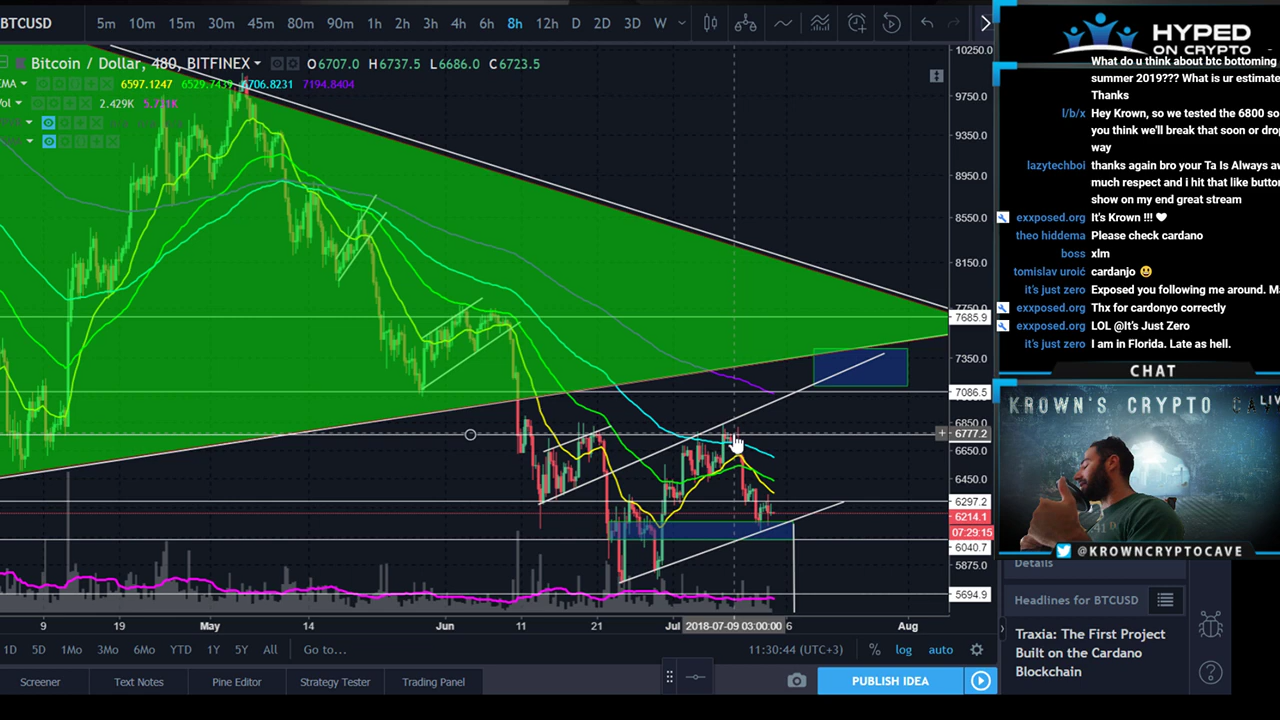 BTCUSD 5m 10m 15m 30m 45m 80m 90m 1h 2h 3h 4h 6h 8h 12h D 2D 3D W
Bitcoin / Dollar, 480, BITFINEX O6707.0 H6737.5 L6686.0 C6723.5
EMA 6597.1247 6529.7439 6706.8231 7194.8404
Vol 2.429K 5.731K
10250.0
9750.0
9350.0
8950.0
8550.0
8150.0
7750.0
7685.9
7350.0
7086.5
6850.0
6777.2
6650.0
6450.0
6297.2
6214.1
07:29:15
6040.7
5875.0
5694.9
9 19 May 14 Jun 11 21 Jul 2018-07-09 03:00:00 6 Aug
1D 5D 1Mo 3Mo 6Mo YTD 1Y 5Y All Go to... 11:30:44 (UTC+3) % log auto
Screener Text Notes Pine Editor Strategy Tester Trading Panel PUBLISH IDEA
HYPED
ON CRYPTO
What do u think about btc bottoming
summer 2019??? What is ur estimate
Thanks
l/b/x Hey Krown, so we tested the 6800 so
you think we'll break that soon or drop
way
lazytechboi thanks again bro your Ta Is Always
much respect and i hit that like button
show on my end great stream
exxposed.org It's Krown !!! ❤
theo hiddema Please check cardano
boss xlm
tomislav uroić cardanjo 😃
it's just zero Exposed you following me around.
exxposed.org Thx for cardonyo correctly
exxposed.org LOL @It's Just Zero
it's just zero I am in Florida. Late as hell.
CHAT
KROWN'S CRYPTO
LIV
@KROWNCRYPTOCAVE
Details
Headlines for BTCUSD
Traxia: The First Project
Built on the Cardano
Blockchain